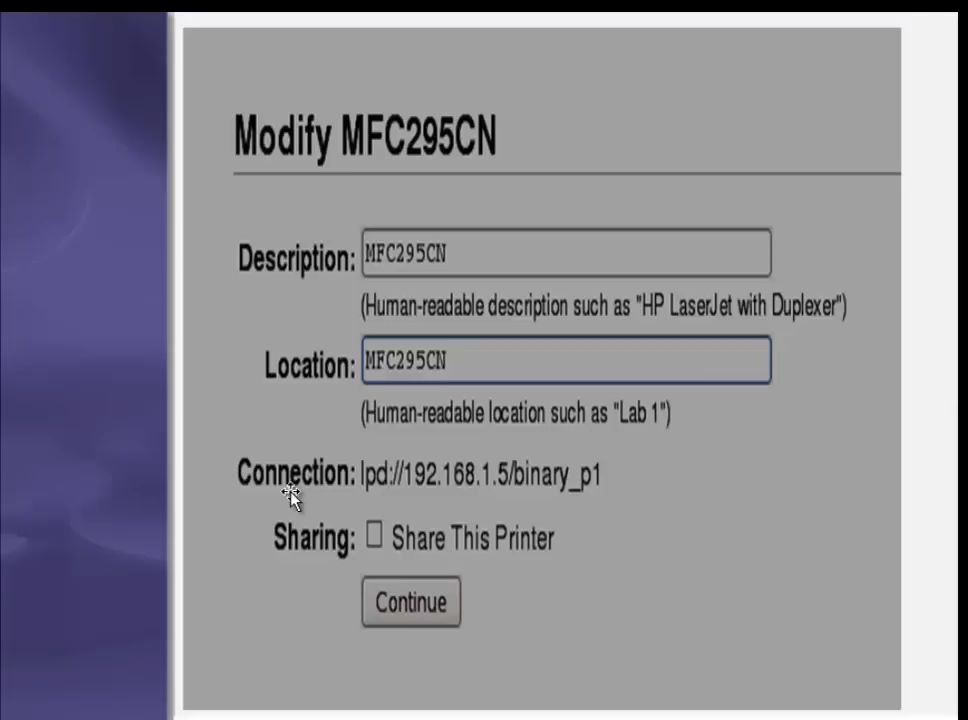 Modify MFC295CN
Description: MFC295CN
(Human-readable description such as "HP LaserJet with Duplexer")
Location: MFC295CN
(Human-readable location such as "Lab 1")
Connection: lpd://192.168.1.5/binary_p1
Sharing: Share This Printer
Continue